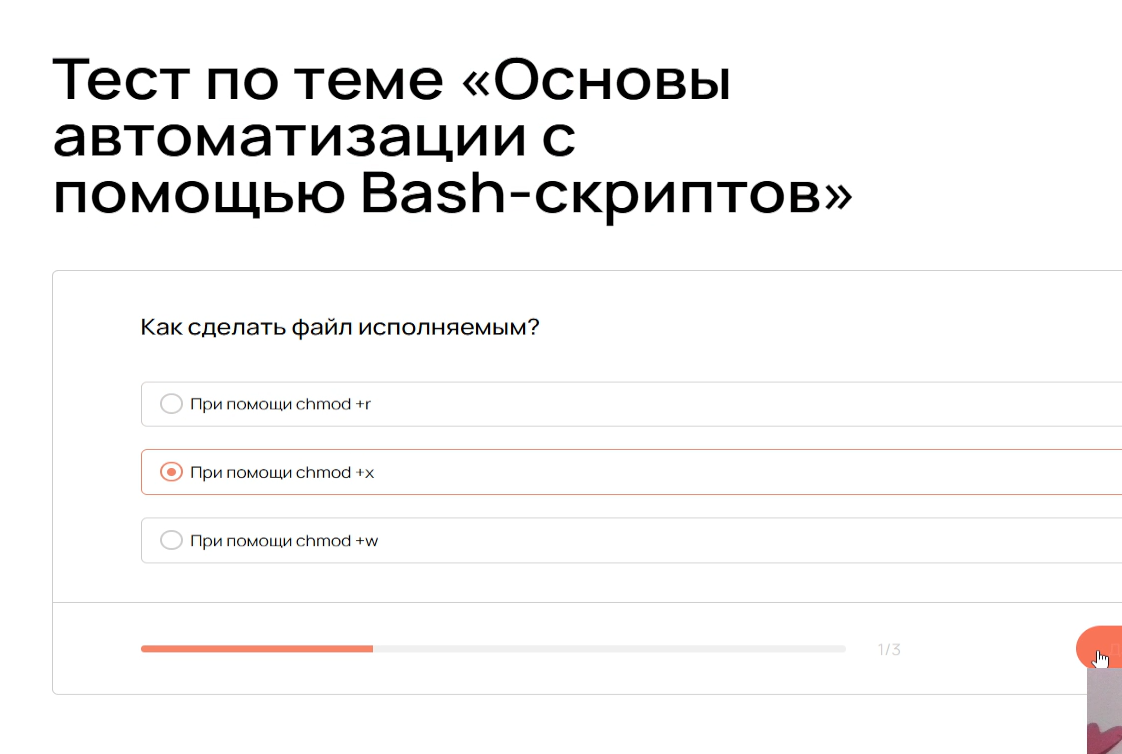 Тест по теме «Основы
автоматизации с
помощью Bash-скриптов»
Как сделать файл исполняемым?
При помощи chmod +r
При помощи chmod +x
При помощи chmod +w
1/3